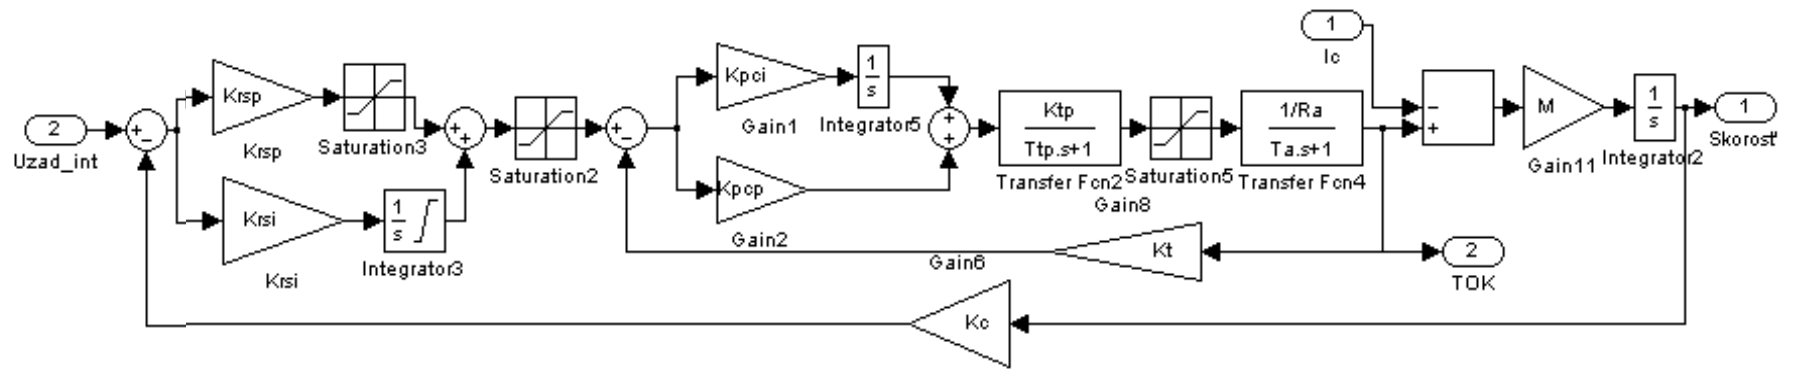 1
Ic
Kpci
Gain1
1
s
Integrator5
Krsp
Krsp
Saturation3
2
Uzad_int
+
−
+
+
Saturation2
+
−
+
+
Ktp
Ttp.s+1
Transfer Fcn2
Saturation5
1/Ra
Ta.s+1
Transfer Fcn4
−
+
M
Gain11
1
s
Integrator2
1
Skorost'
Kpcp
Gain2
Krsi
Krsi
1
s
Integrator3
Gain8
Kt
Gain6
2
TOK
Kc